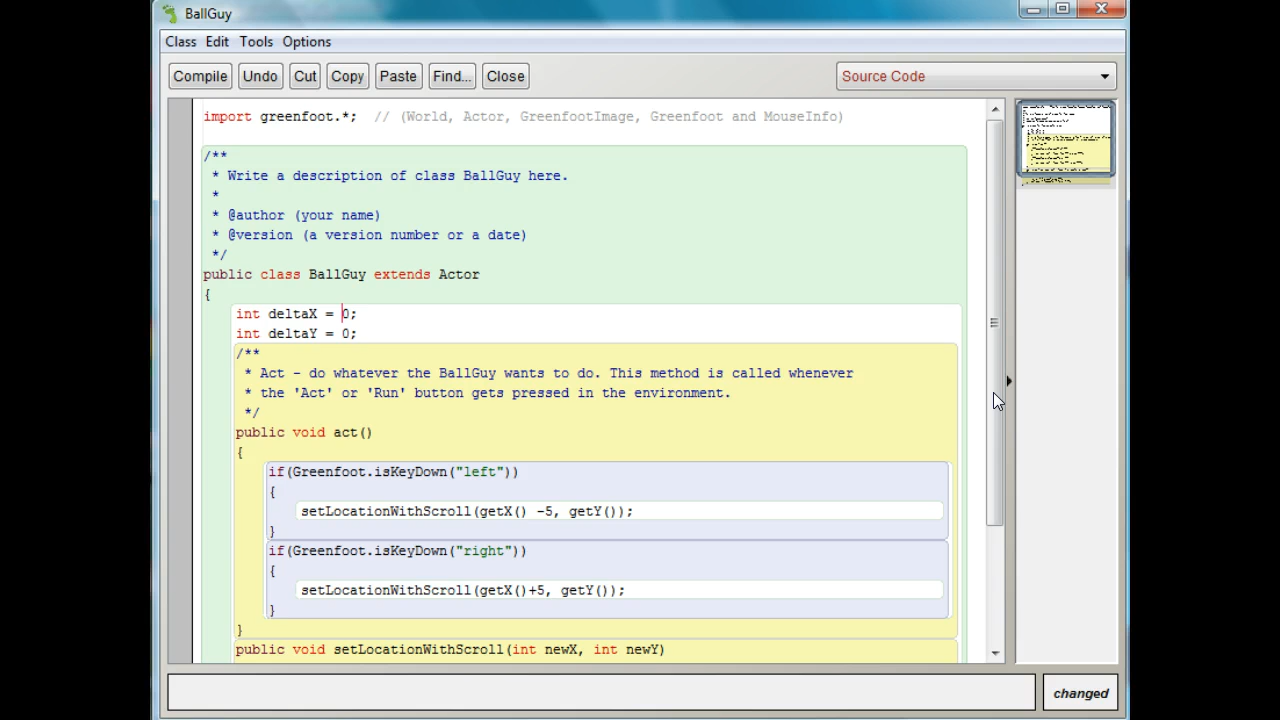 BallGuy
Class Edit Tools Options
Compile Undo Cut Copy Paste Find... Close Source Code
import greenfoot.*;  // (World, Actor, GreenfootImage, Greenfoot and MouseInfo)
/**
 * Write a description of class BallGuy here.
 *
 * @author (your name)
 * @version (a version number or a date)
 */
public class BallGuy extends Actor
{
    int deltaX = 0;
    int deltaY = 0;
    /**
     * Act - do whatever the BallGuy wants to do. This method is called whenever
     * the 'Act' or 'Run' button gets pressed in the environment.
     */
    public void act()
    {
        if(Greenfoot.isKeyDown("left"))
        {
            setLocationWithScroll(getX() -5, getY());
        }
        if(Greenfoot.isKeyDown("right"))
        {
            setLocationWithScroll(getX()+5, getY());
        }
    }
    public void setLocationWithScroll(int newX, int newY)
changed